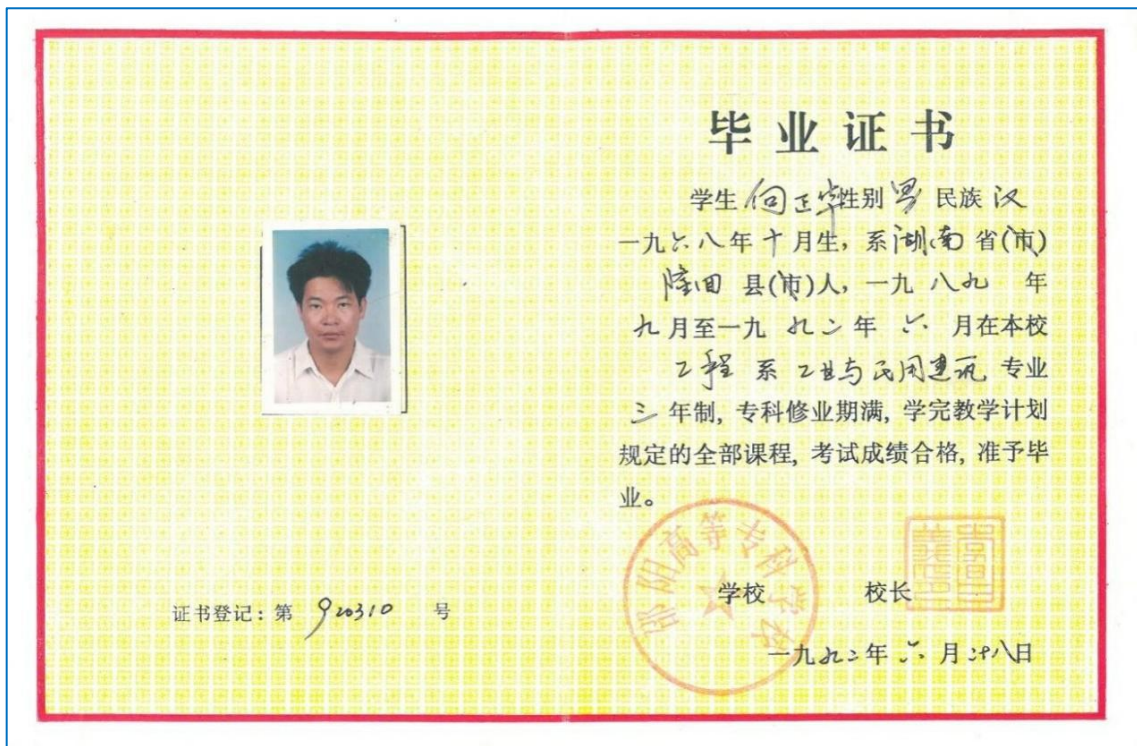 毕业证书
学生 向正华 性别 男 民族 汉
一九六八年十月生，系湖南省(市)
隆回 县(市)人，一九 八九 年
九月至一九 九二 年 六 月在本校
工程 系 工业与民用建筑 专业
三 年制, 专科修业期满, 学完教学计划
规定的全部课程, 考试成绩合格, 准予毕
业。
邵阳高等专科学校
学校 校长
证书登记：第 920310 号
一九九二年 六 月 廿八日